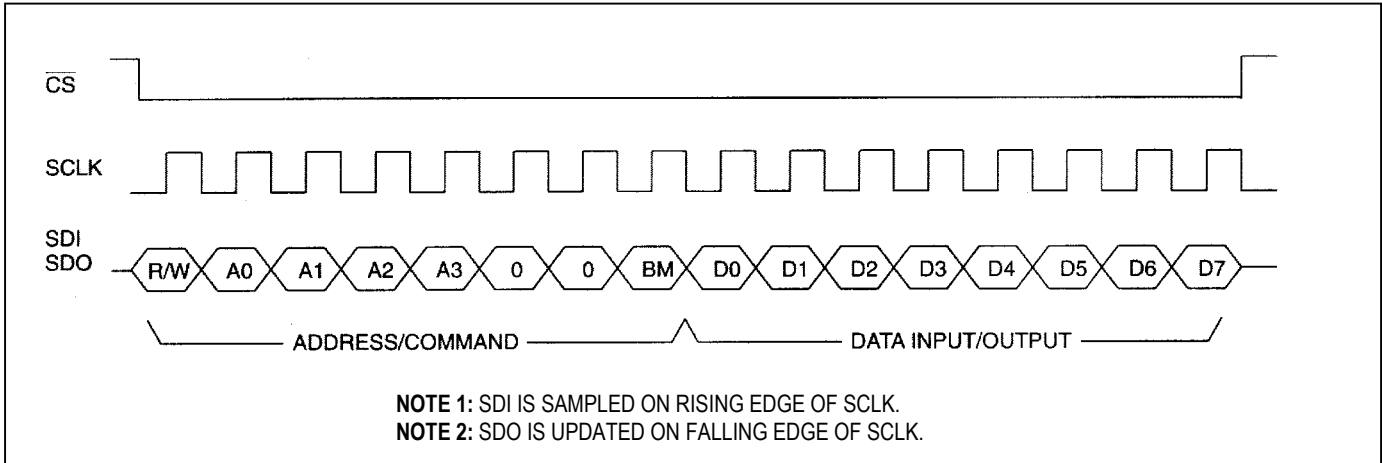 CS
SCLK
SDI
SDO
R/W A0 A1 A2 A3 0 0 BM D0 D1 D2 D3 D4 D5 D6 D7
ADDRESS/COMMAND DATA INPUT/OUTPUT
NOTE 1: SDI IS SAMPLED ON RISING EDGE OF SCLK.
NOTE 2: SDO IS UPDATED ON FALLING EDGE OF SCLK.